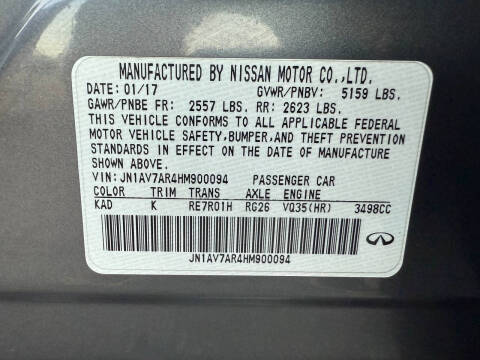 MANUFACTURED BY NISSAN MOTOR CO.,LTD.
DATE: 01/17 GVWR/PNBV: 5159 LBS.
GAWR/PNBE FR: 2557 LBS. RR: 2623 LBS.
THIS VEHICLE CONFORMS TO ALL APPLICABLE FEDERAL
MOTOR VEHICLE SAFETY,BUMPER,AND THEFT PREVENTION
STANDARDS IN EFFECT ON THE DATE OF MANUFACTURE
SHOWN ABOVE.
VIN: JN1AV7AR4HM900094 PASSENGER CAR
COLOR TRIM TRANS AXLE ENGINE
KAD K RE7R01H RG26 VQ35(HR) 3498CC
JN1AV7AR4HM900094